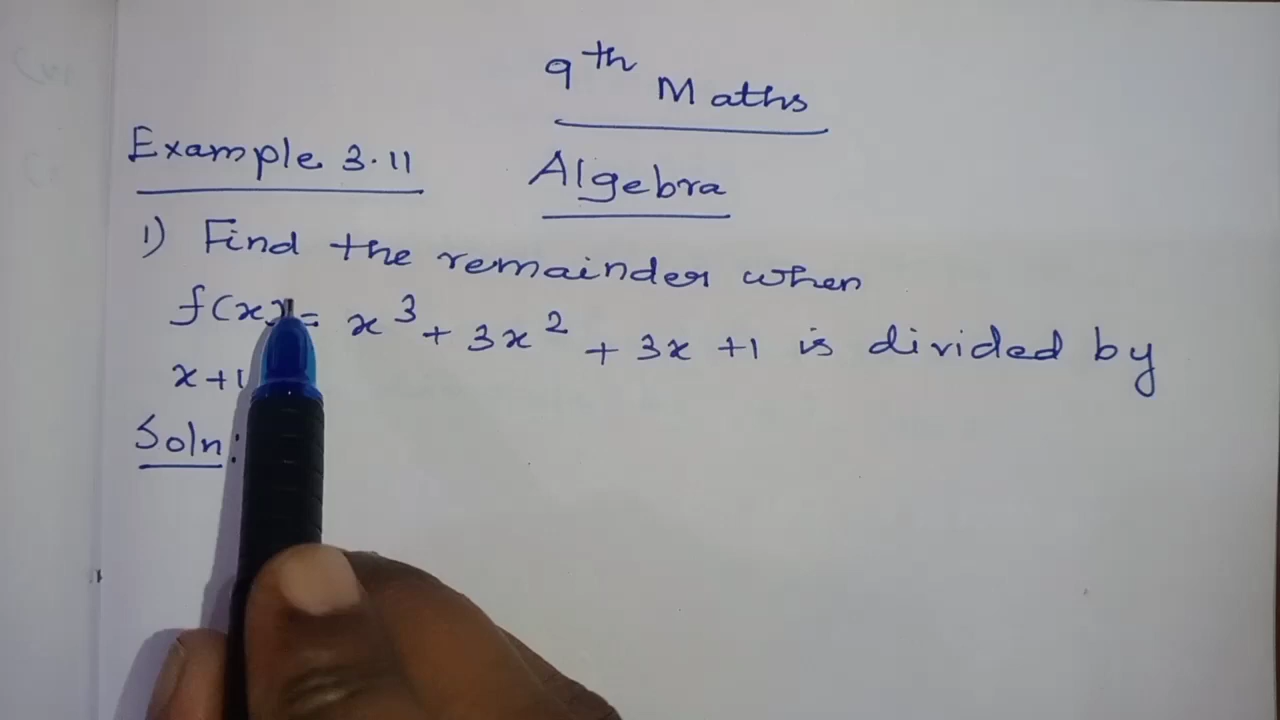 9th Maths
Example 3.11
Algebra
1) Find the remainder when
f(x) = x³ + 3x² + 3x + 1 is divided by
x + 1
Soln: